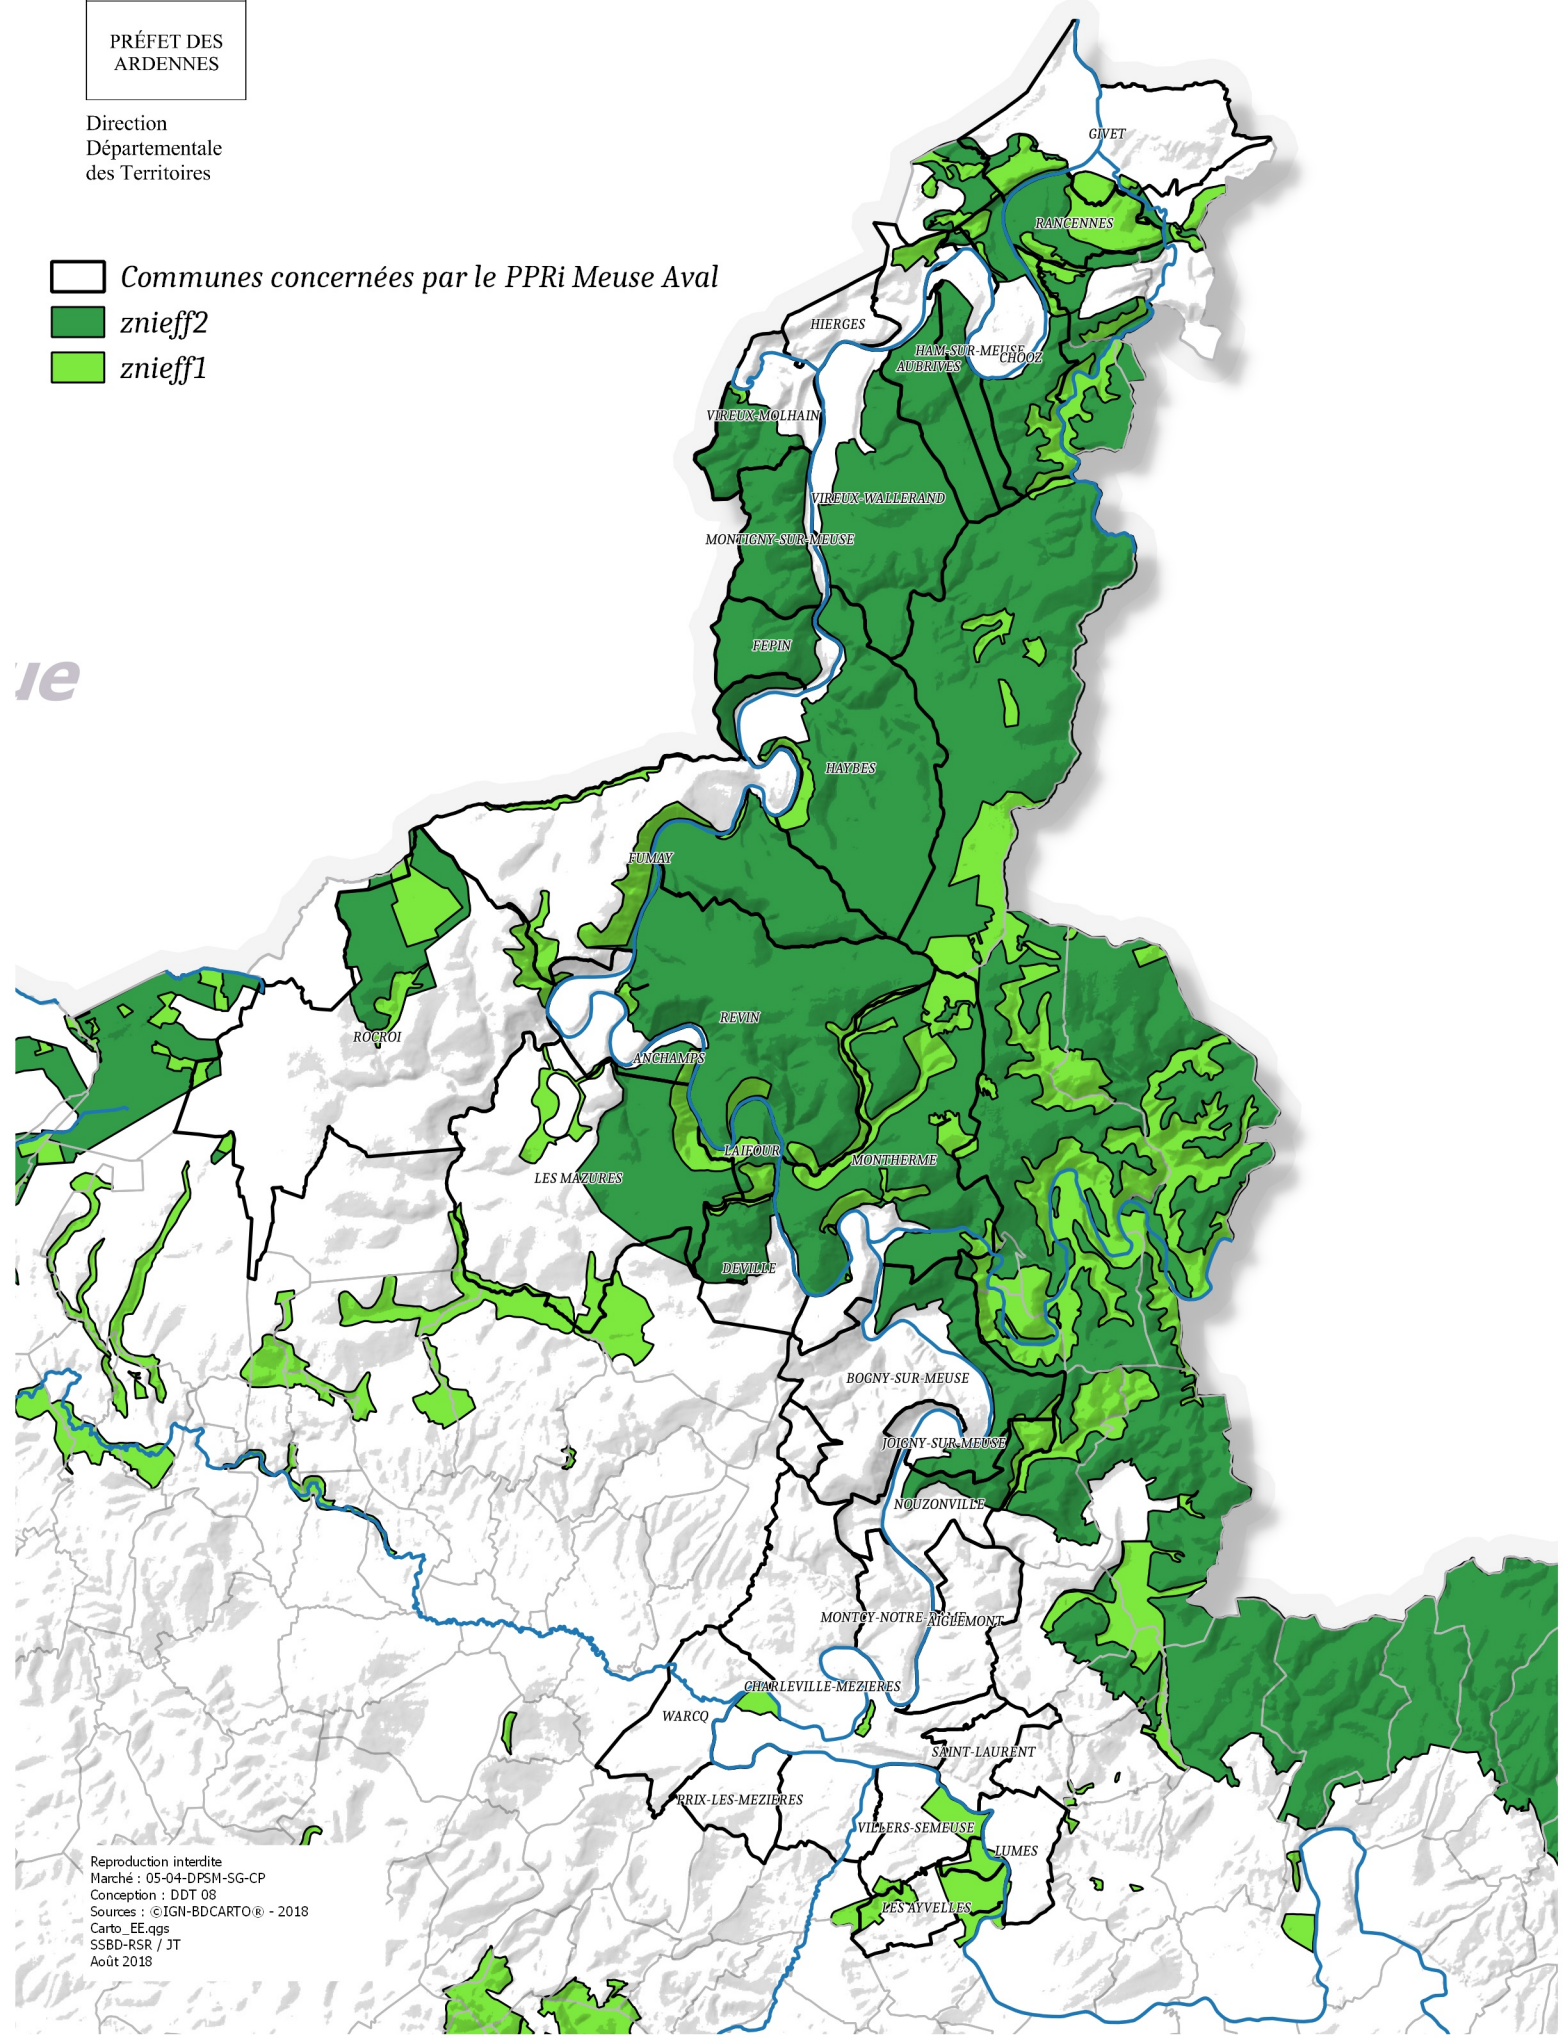 PRÉFET DES
ARDENNES
Direction
Départementale
des Territoires
GIVET
RANCENNES
Communes concernées par le PPRi Meuse Aval
znieff2
znieff1
HIERGES
HAM-SUR-MEUSE
CHOOZ
AUBRIVES
VIREUX-MOLHAIN
VIREUX-WALLERAND
MONTIGNY-SUR-MEUSE
FEPIN
ue
HAYBES
FUMAY
REVIN
ROCROI
ANCHAMPS
LAIFOUR
MONTHERME
LES MAZURES
DEVILLE
BOGNY-SUR-MEUSE
JOIGNY-SUR-MEUSE
NOUZONVILLE
MONTCY-NOTRE-DAME
AIGLEMONT
CHARLEVILLE-MEZIERES
WARCQ
SAINT-LAURENT
PRIX-LES-MEZIERES
VILLERS-SEMEUSE
LUMES
LES AYVELLES
Reproduction interdite
Marché : 05-04-DPSM-SG-CP
Conception : DDT 08
Sources : ©IGN-BDCARTO® - 2018
Carto_EE.qgs
SSBD-RSR / JT
Août 2018